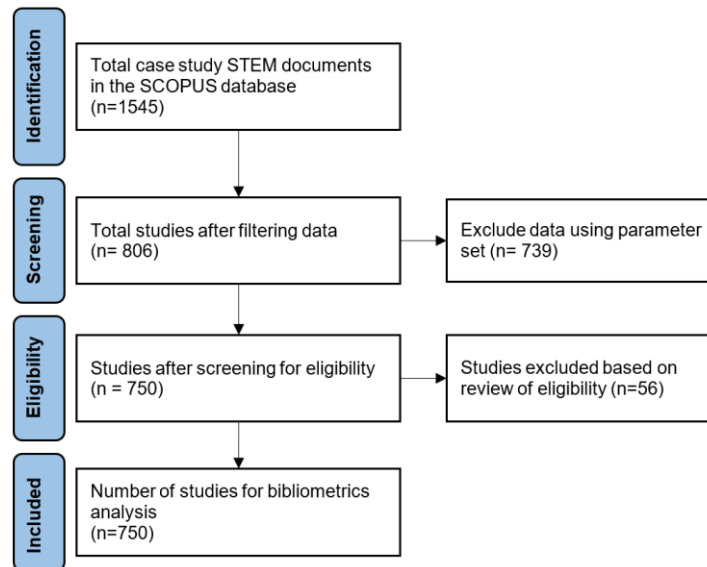 Identification
Total case study STEM documents
in the SCOPUS database
(n=1545)
Screening
Total studies after filtering data
(n= 806)
Exclude data using parameter
set (n= 739)
Eligibility
Studies after screening for eligibility
(n = 750)
Studies excluded based on
review of eligibility (n=56)
Included
Number of studies for bibliometrics
analysis
(n=750)